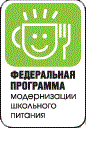 ФЕДЕРАЛЬНАЯ
ПРОГРАММА
модернизации
школьного
питания